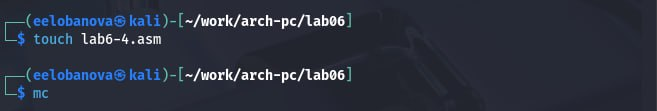 ┌──(eelobanova㉿kali)-[~/work/arch-pc/lab06]
└─$ touch lab6-4.asm
┌──(eelobanova㉿kali)-[~/work/arch-pc/lab06]
└─$ mc